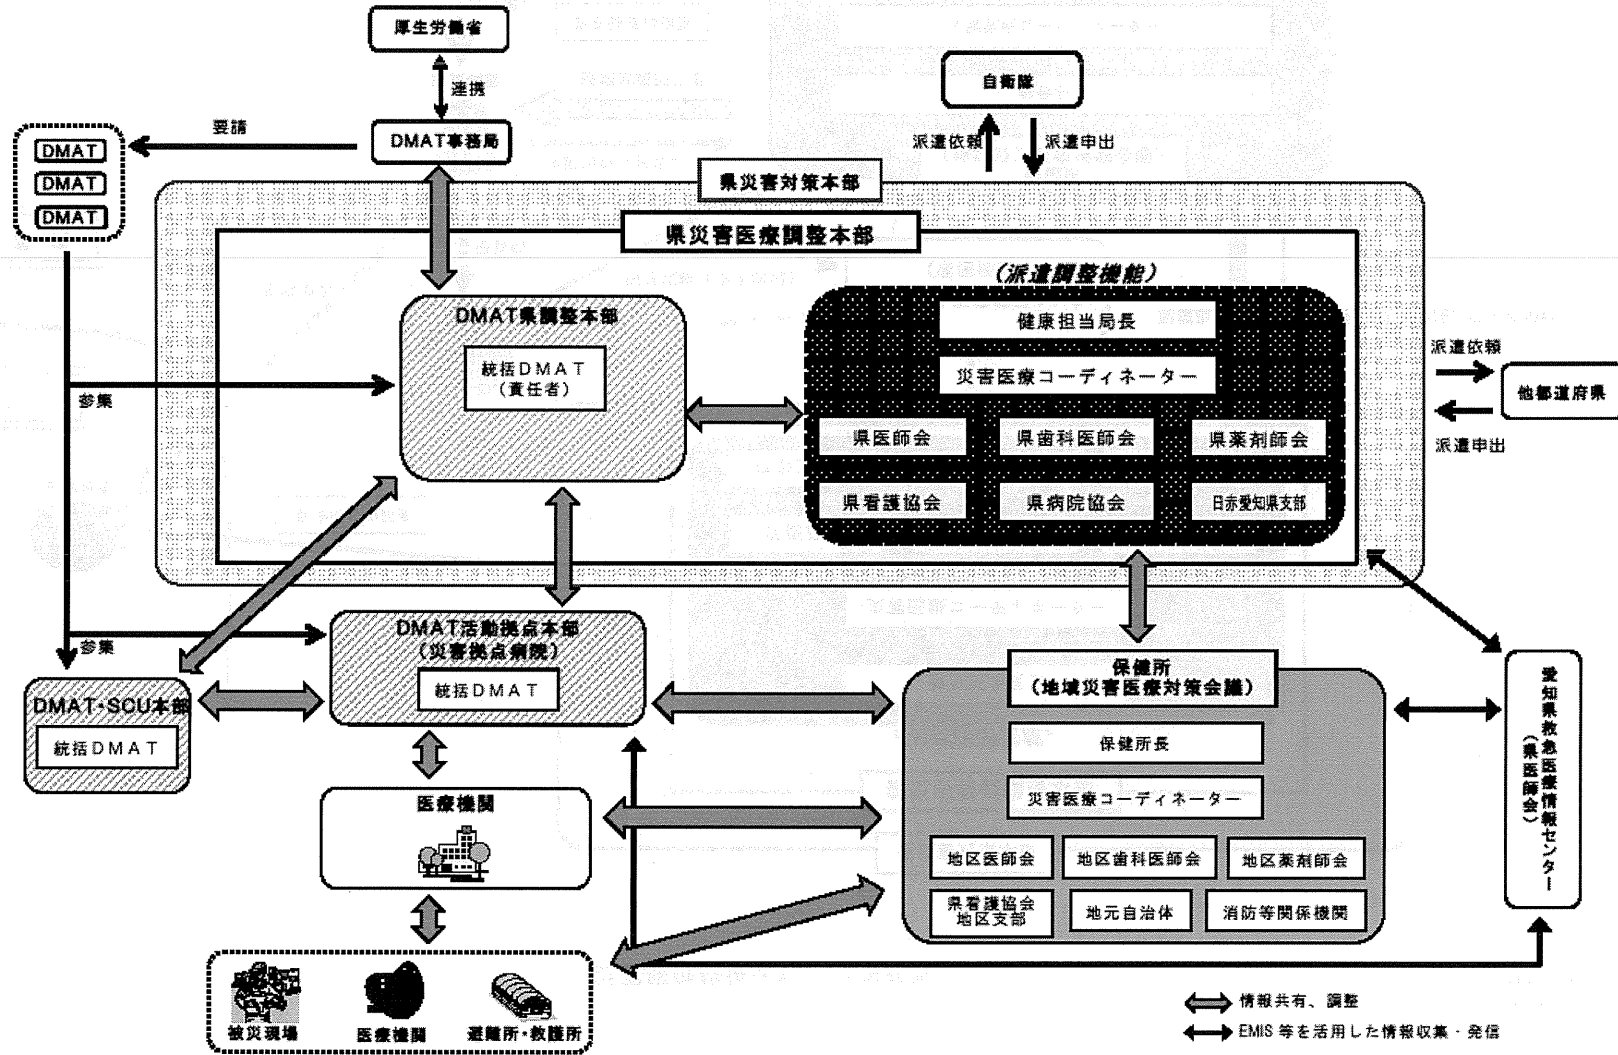 厚生労働省
連携
自衛隊
要請
DMAT事務局
派遣依頼
派遣申出
DMAT
DMAT
DMAT
県災害対策本部
県災害医療調整本部
(派遣調整機能)
DMAT県調整本部
統括DMAT
(責任者)
健康担当局長
災害医療コーディネーター
県医師会
県歯科医師会
県薬剤師会
県看護協会
県病院協会
日赤愛知県支部
派遣依頼
他都道府県
派遣申出
参集
参集
DMAT活動拠点本部
(災害拠点病院)
統括DMAT
DMAT・SCU本部
統括DMAT
保健所
(地域災害医療対策会議)
保健所長
災害医療コーディネーター
地区医師会
地区歯科医師会
地区薬剤師会
県看護協会
地区支部
地元自治体
消防等関係機関
愛知県救急医療情報センター
(県医師会)
医療機関
被災現場
医療機関
避難所・救護所
情報共有、調整
EMIS 等を活用した情報収集・発信